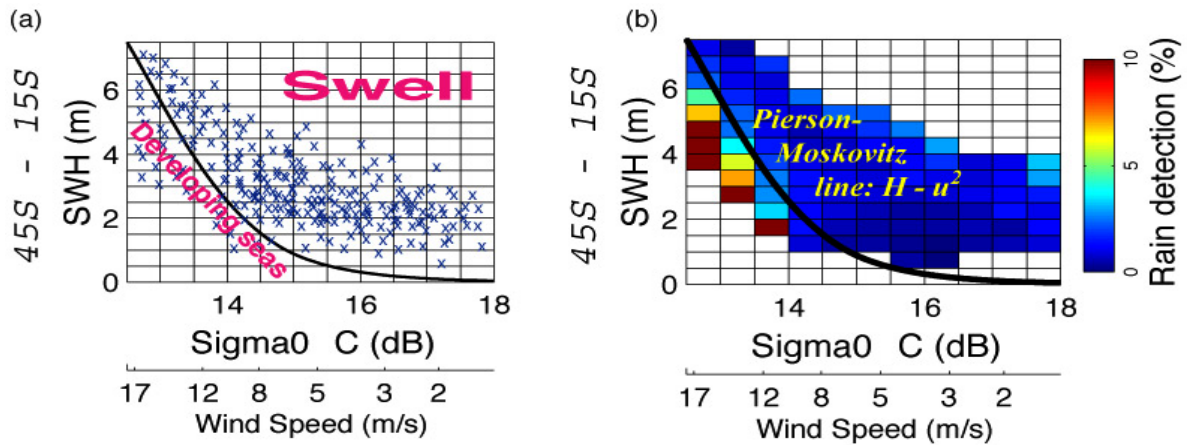 (a)
45S - 15S
SWH (m)
6
4
2
0
Swell
Developing seas
14
16
18
Sigma0 C (dB)
17 12 8 5 3 2
Wind Speed (m/s)
(b)
45S - 15S
SWH (m)
6
4
2
0
Pierson-
Moskovitz
line: H - u²
14
16
18
Sigma0 C (dB)
17 12 8 5 3 2
Wind Speed (m/s)
10
5
0
Rain detection (%)